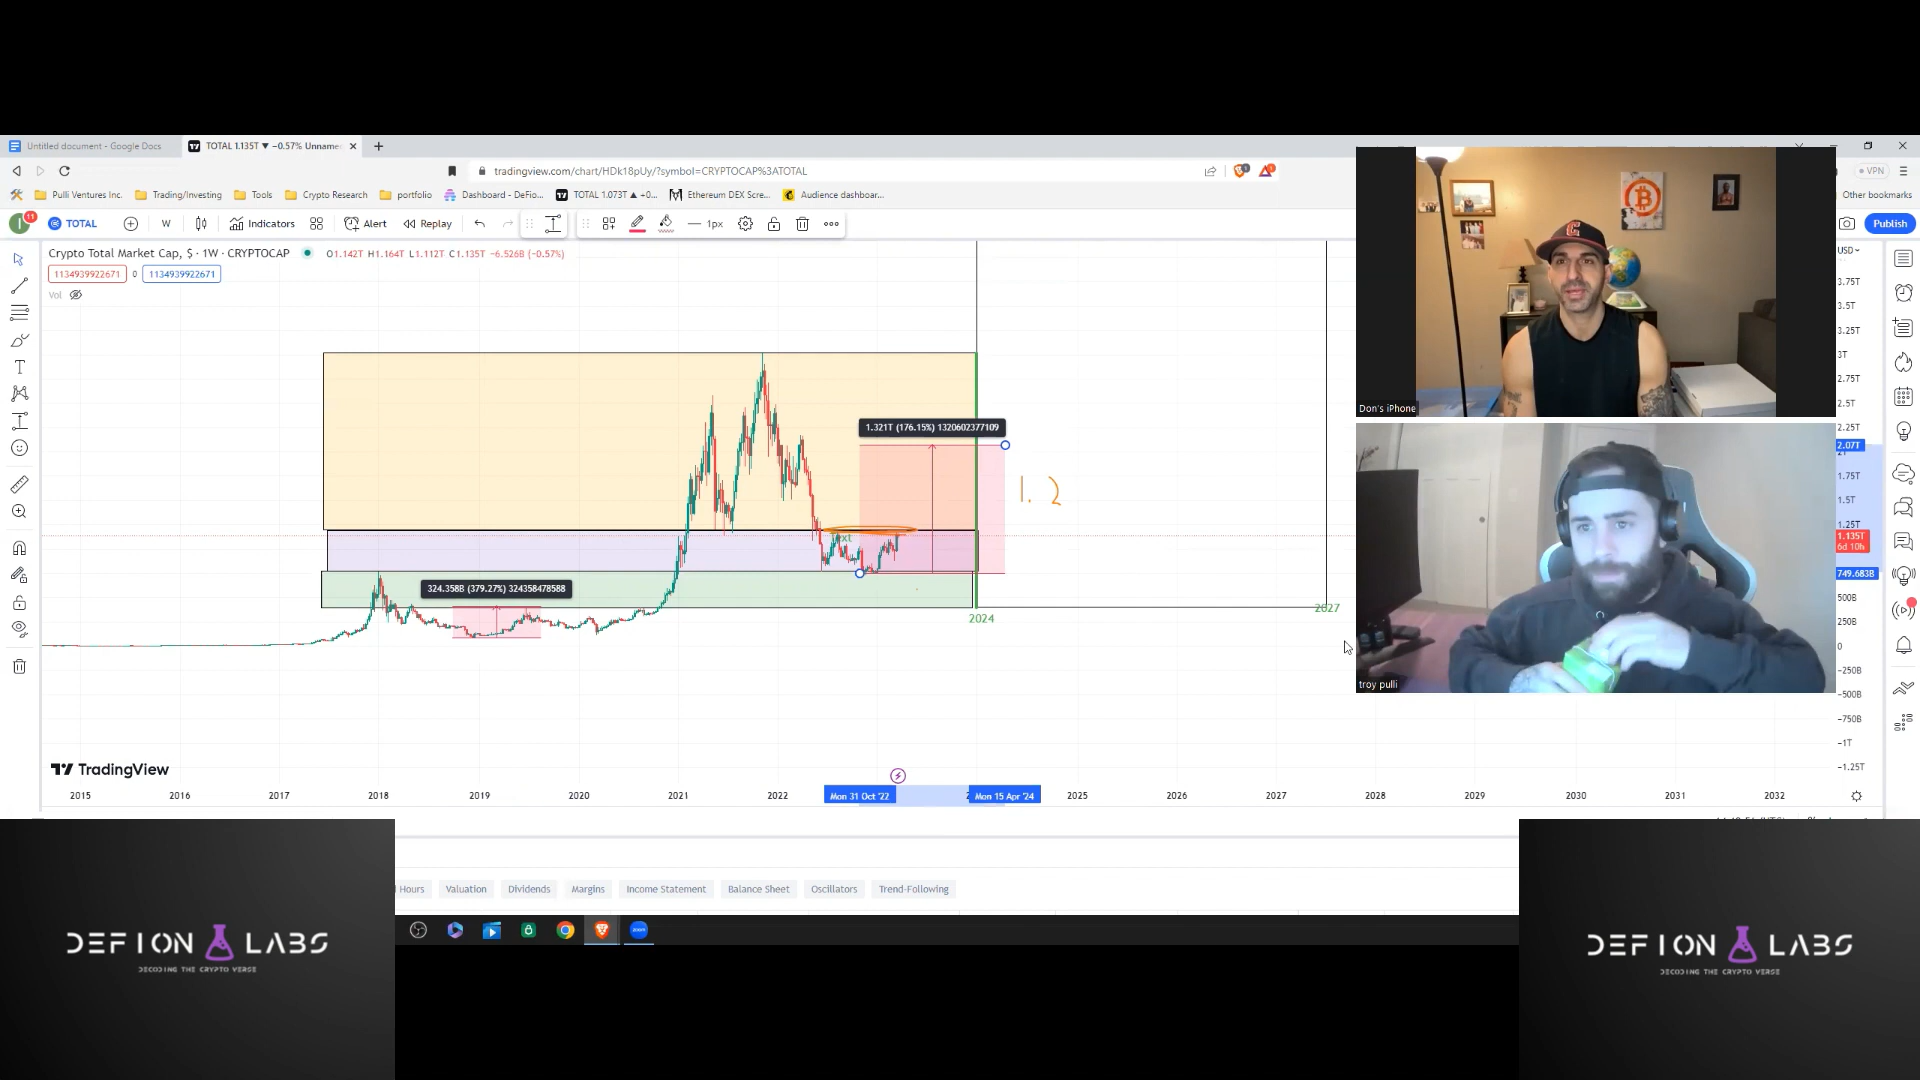 Untitled document - Google Docs
TOTAL 1.135T ▼ −0.57% Unname
tradingview.com/chart/HDk18pUy/?symbol=CRYPTOCAP%3ATOTAL
VPN
Pulli Ventures Inc.
Trading/Investing
Tools
Crypto Research
portfolio
Dashboard - DeFio...
TOTAL 1.073T ▲ +0...
Ethereum DEX Scre...
Audience dashboar...
Other bookmarks
11
TOTAL
W
Indicators
Alert
Replay
1px
Publish
Crypto Total Market Cap, $ · 1W · CRYPTOCAP
O1.142T H1.164T L1.112T C1.135T −6.526B (−0.57%)
1134939922671 0 1134939922671
Vol
USD
3.75T
3.5T
3.25T
3T
2.75T
2.5T
2.25T
2.07T
1.75T
1.5T
1.25T
1.135T
6d 10h
749.683B
500B
250B
0
−250B
−500B
−750B
−1T
−1.25T
1.321T (176.15%) 1320602377109
1. 2
324.358B (379.27%) 324358478588
2024
2027
Don's iPhone
troy pulli
TradingView
2015 2016 2017 2018 2019 2020 2021 2022 Mon 31 Oct '22 Mon 15 Apr '24 2025 2026 2027 2028 2029 2030 2031 2032
Hours
Valuation
Dividends
Margins
Income Statement
Balance Sheet
Oscillators
Trend-Following
zoom
DEFION LABS
DECODING THE CRYPTO VERSE
DEFION LABS
DECODING THE CRYPTO VERSE